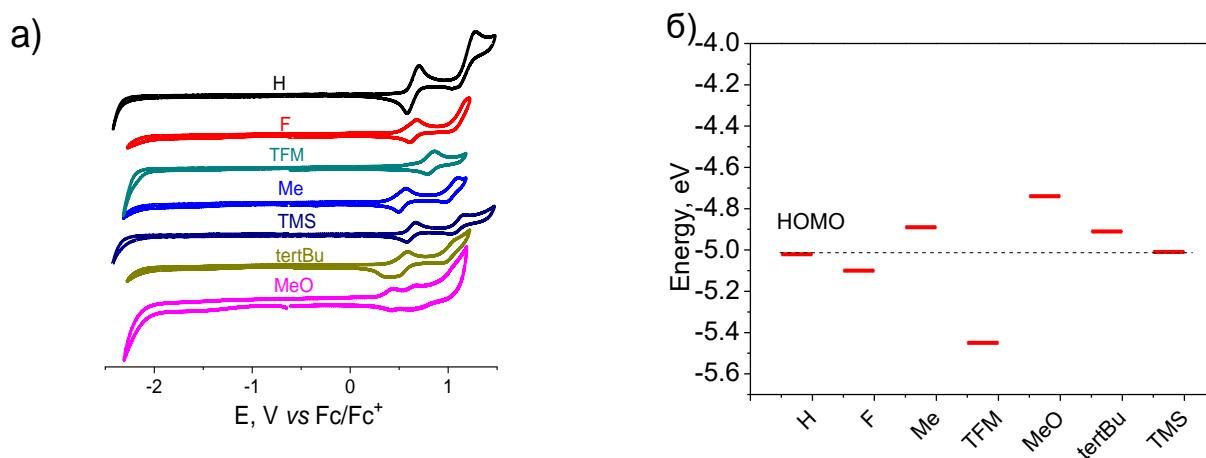 а)
H
F
TFM
Me
TMS
tertBu
MeO
-2
-1
0
1
E, V vs Fc/Fc⁺
б)
-4.0
-4.2
-4.4
-4.6
-4.8
-5.0
-5.2
-5.4
-5.6
Energy, eV
HOMO
H
F
Me
TFM
MeO
tertBu
TMS